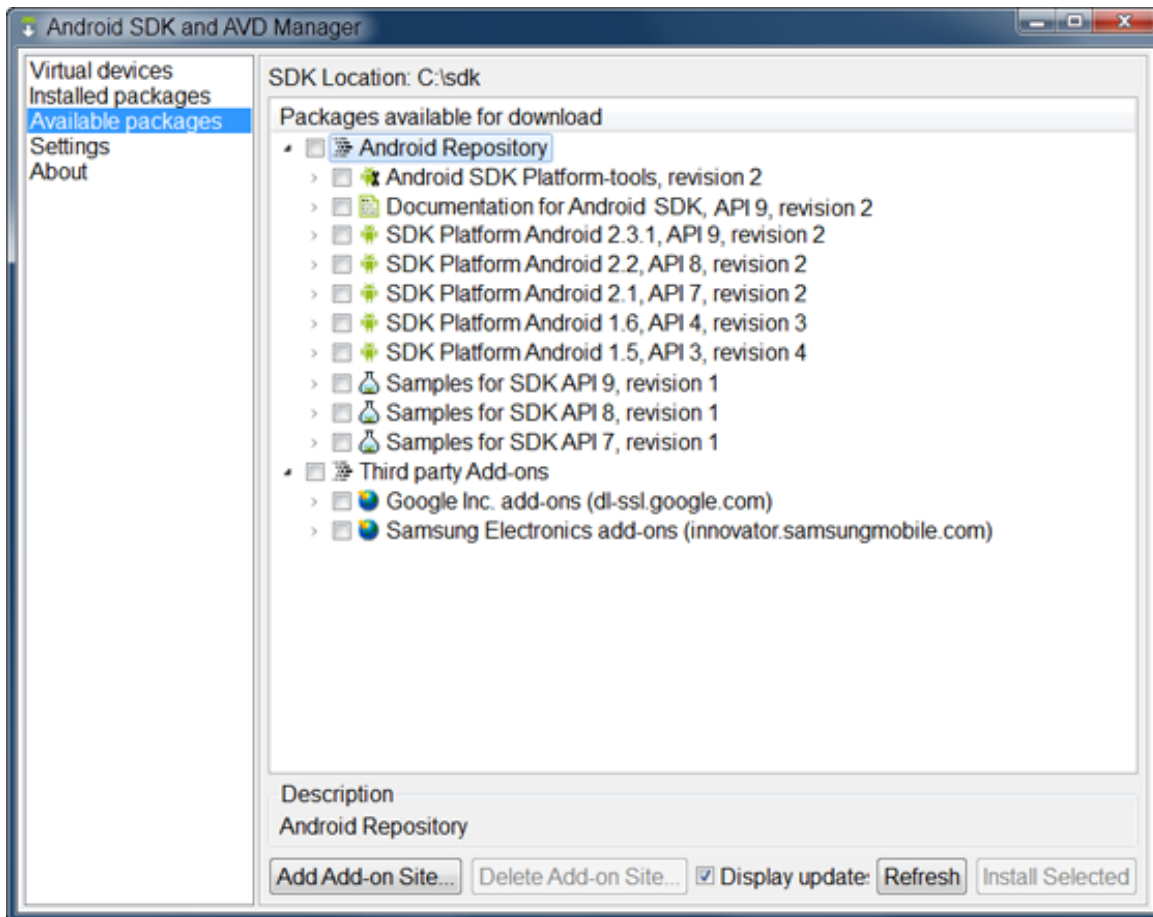 Android SDK and AVD Manager
Virtual devices
Installed packages
Available packages
Settings
About
SDK Location: C:\sdk
Packages available for download
Android Repository
Android SDK Platform-tools, revision 2
Documentation for Android SDK, API 9, revision 2
SDK Platform Android 2.3.1, API 9, revision 2
SDK Platform Android 2.2, API 8, revision 2
SDK Platform Android 2.1, API 7, revision 2
SDK Platform Android 1.6, API 4, revision 3
SDK Platform Android 1.5, API 3, revision 4
Samples for SDK API 9, revision 1
Samples for SDK API 8, revision 1
Samples for SDK API 7, revision 1
Third party Add-ons
Google Inc. add-ons (dl-ssl.google.com)
Samsung Electronics add-ons (innovator.samsungmobile.com)
Description
Android Repository
Add Add-on Site... Delete Add-on Site... Display update: Refresh Install Selected